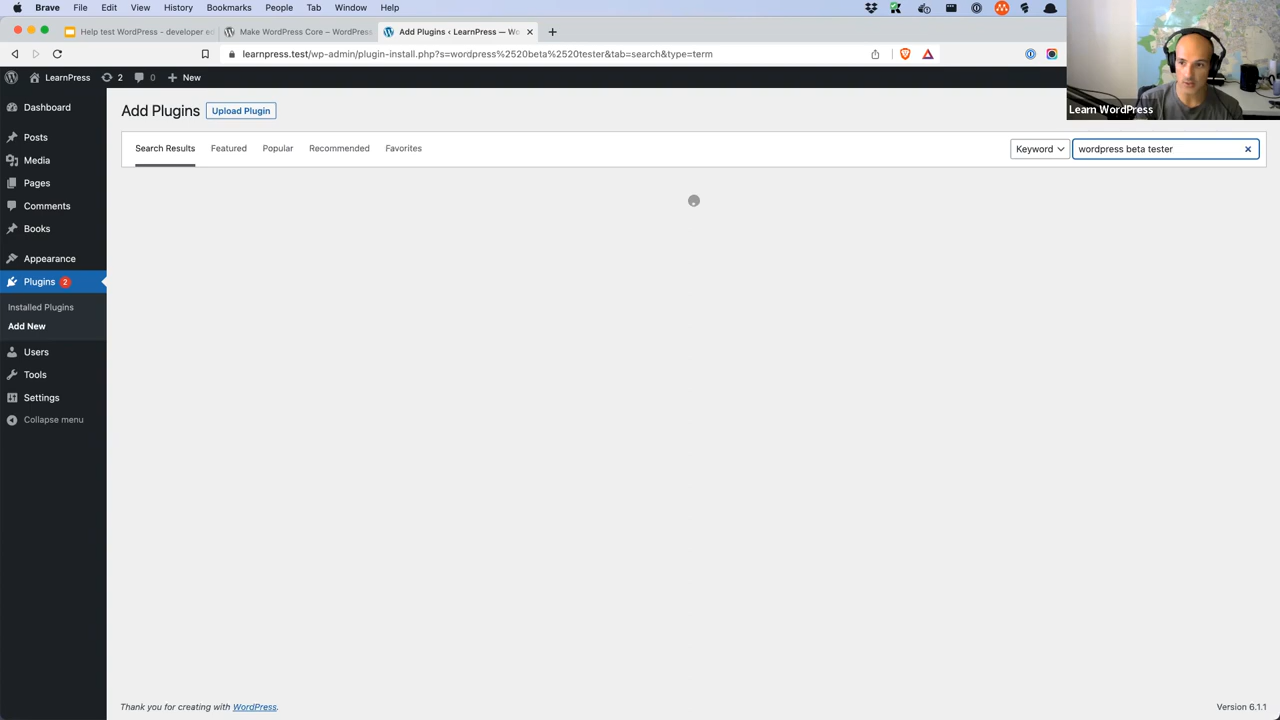 Brave File Edit View History Bookmarks People Tab Window Help
Help test WordPress - developer ed
Make WordPress Core – WordPress
Add Plugins ‹ LearnPress — Wo
learnpress.test/wp-admin/plugin-install.php?s=wordpress%2520beta%2520tester&tab=search&type=term
LearnPress 2 0 New
Learn WordPress
Dashboard
Posts
Media
Pages
Comments
Books
Appearance
Plugins 2
Installed Plugins
Add New
Users
Tools
Settings
Collapse menu
Add Plugins Upload Plugin
Search Results Featured Popular Recommended Favorites Keyword wordpress beta tester
Thank you for creating with WordPress. Version 6.1.1